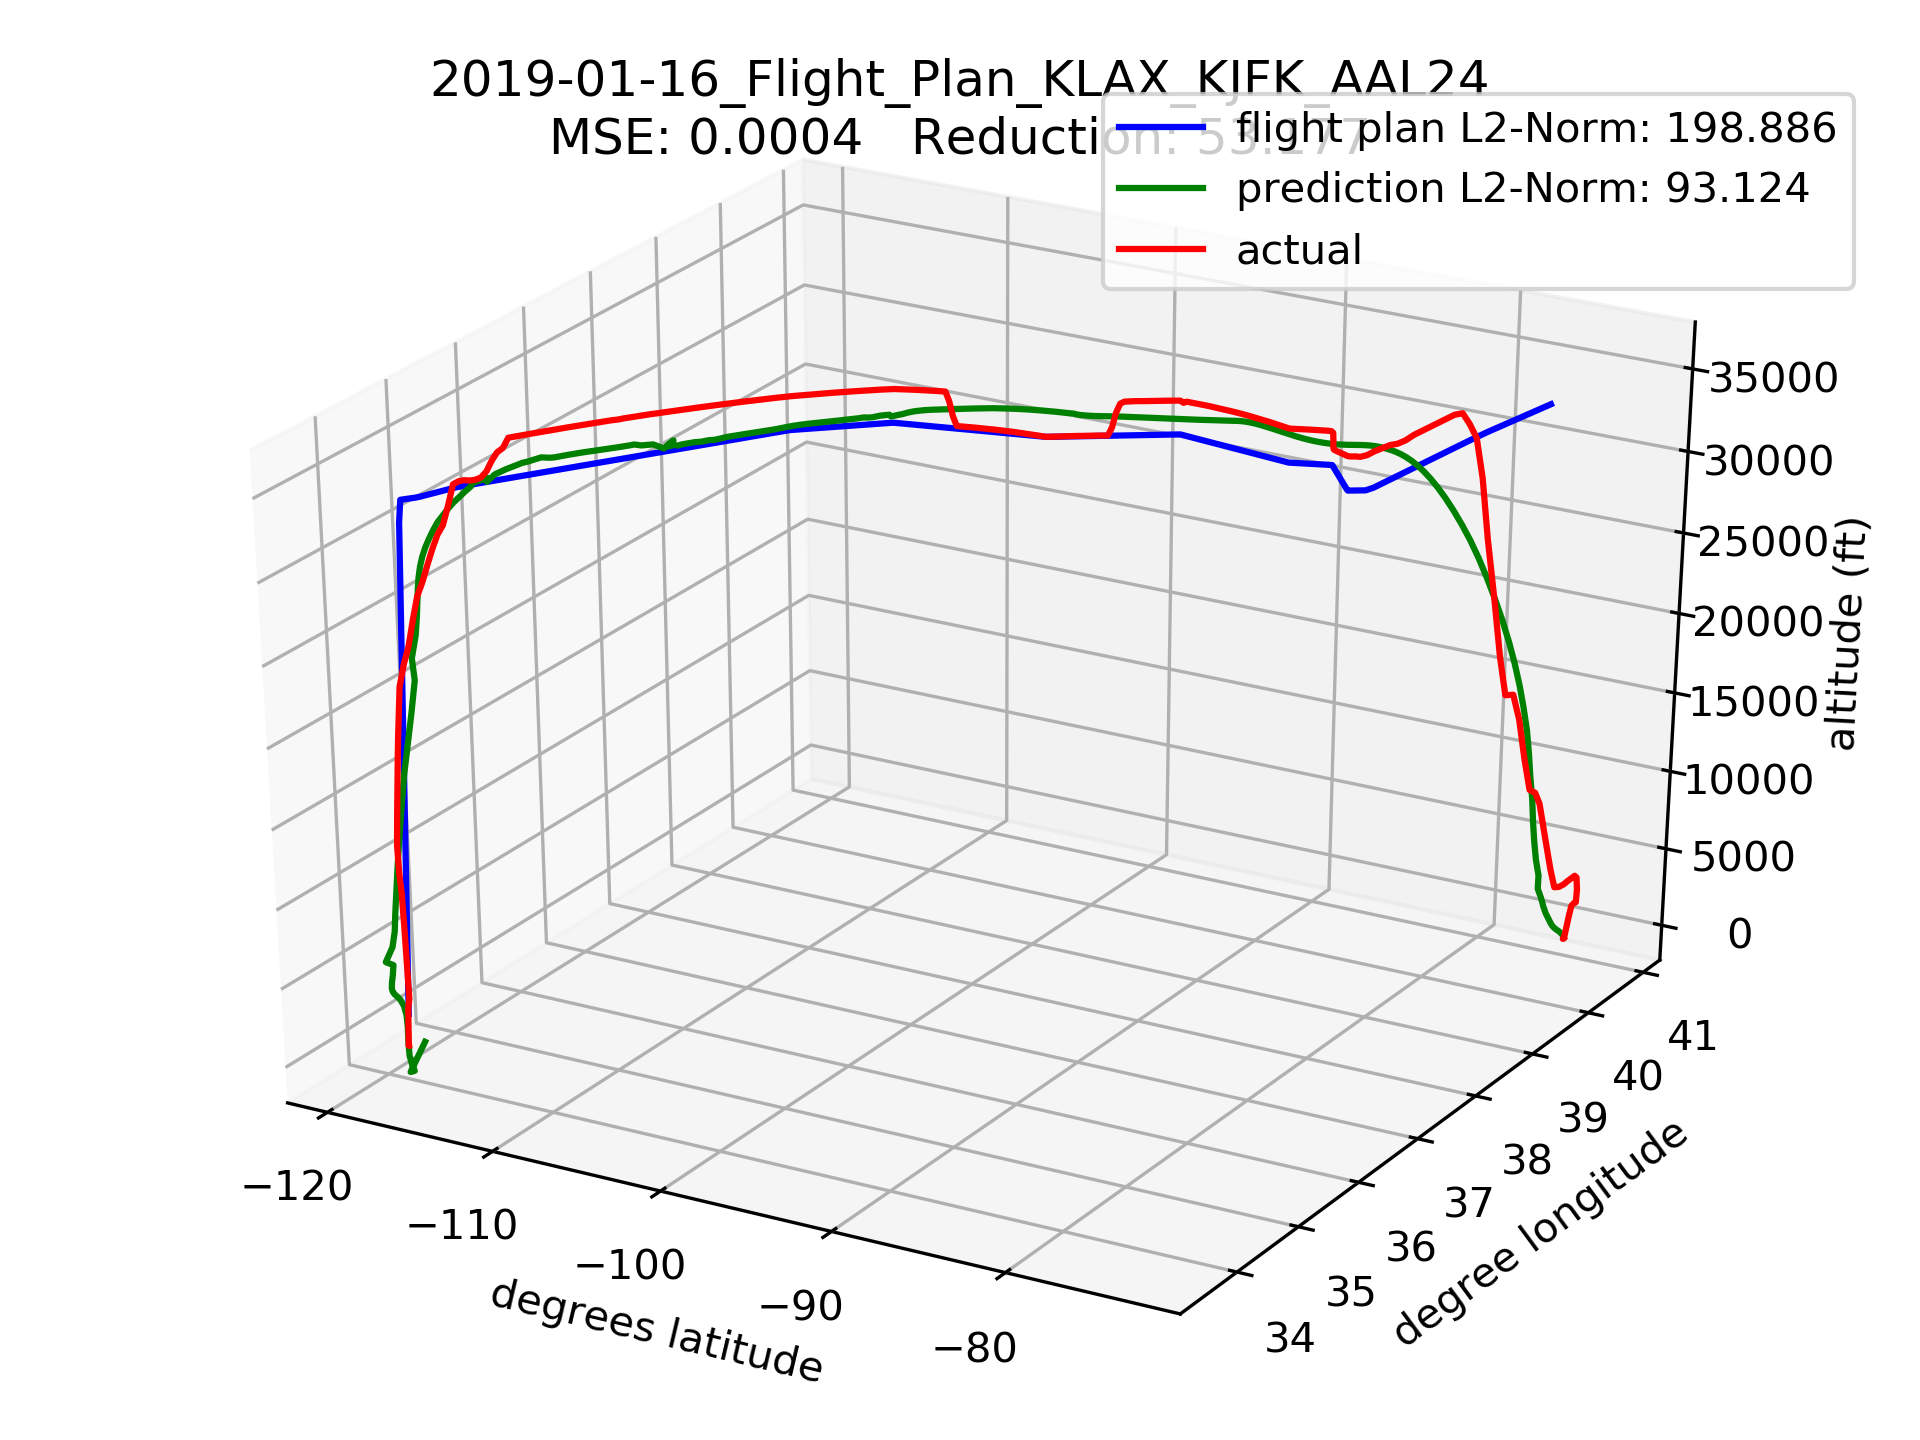 2019-01-16_Flight_Plan_KLAX_KJFK_AAL24
MSE: 0.0004   Reduction: 53.177
flight plan L2-Norm: 198.886
prediction L2-Norm: 93.124
actual
35000
30000
25000
20000
15000
10000
5000
0
altitude (ft)
41
40
39
38
37
36
35
34
degree longitude
−120
−110
−100
−90
−80
degrees latitude